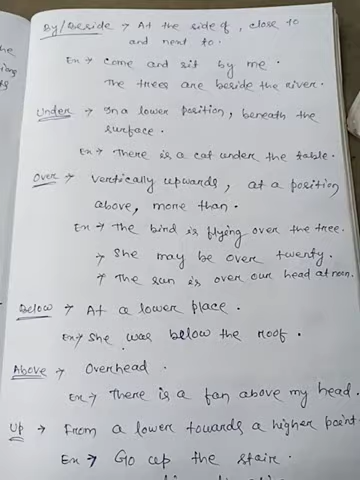 By/Beside → At the side of, close to
and next to.
Ex → Come and sit by me.
The trees are beside the river.
Under → In a lower position, beneath the
surface.
Ex → There is a cat under the table.
Over → Vertically upwards, at a position
above, more than.
Ex → The bird is flying over the tree.
→ She may be over twenty.
→ The sun is over our head at noon.
Below → At a lower place.
Ex → She was below the roof.
Above → Overhead.
Ex → There is a fan above my head.
Up → From a lower towards a higher point.
Ex → Go up the stair.